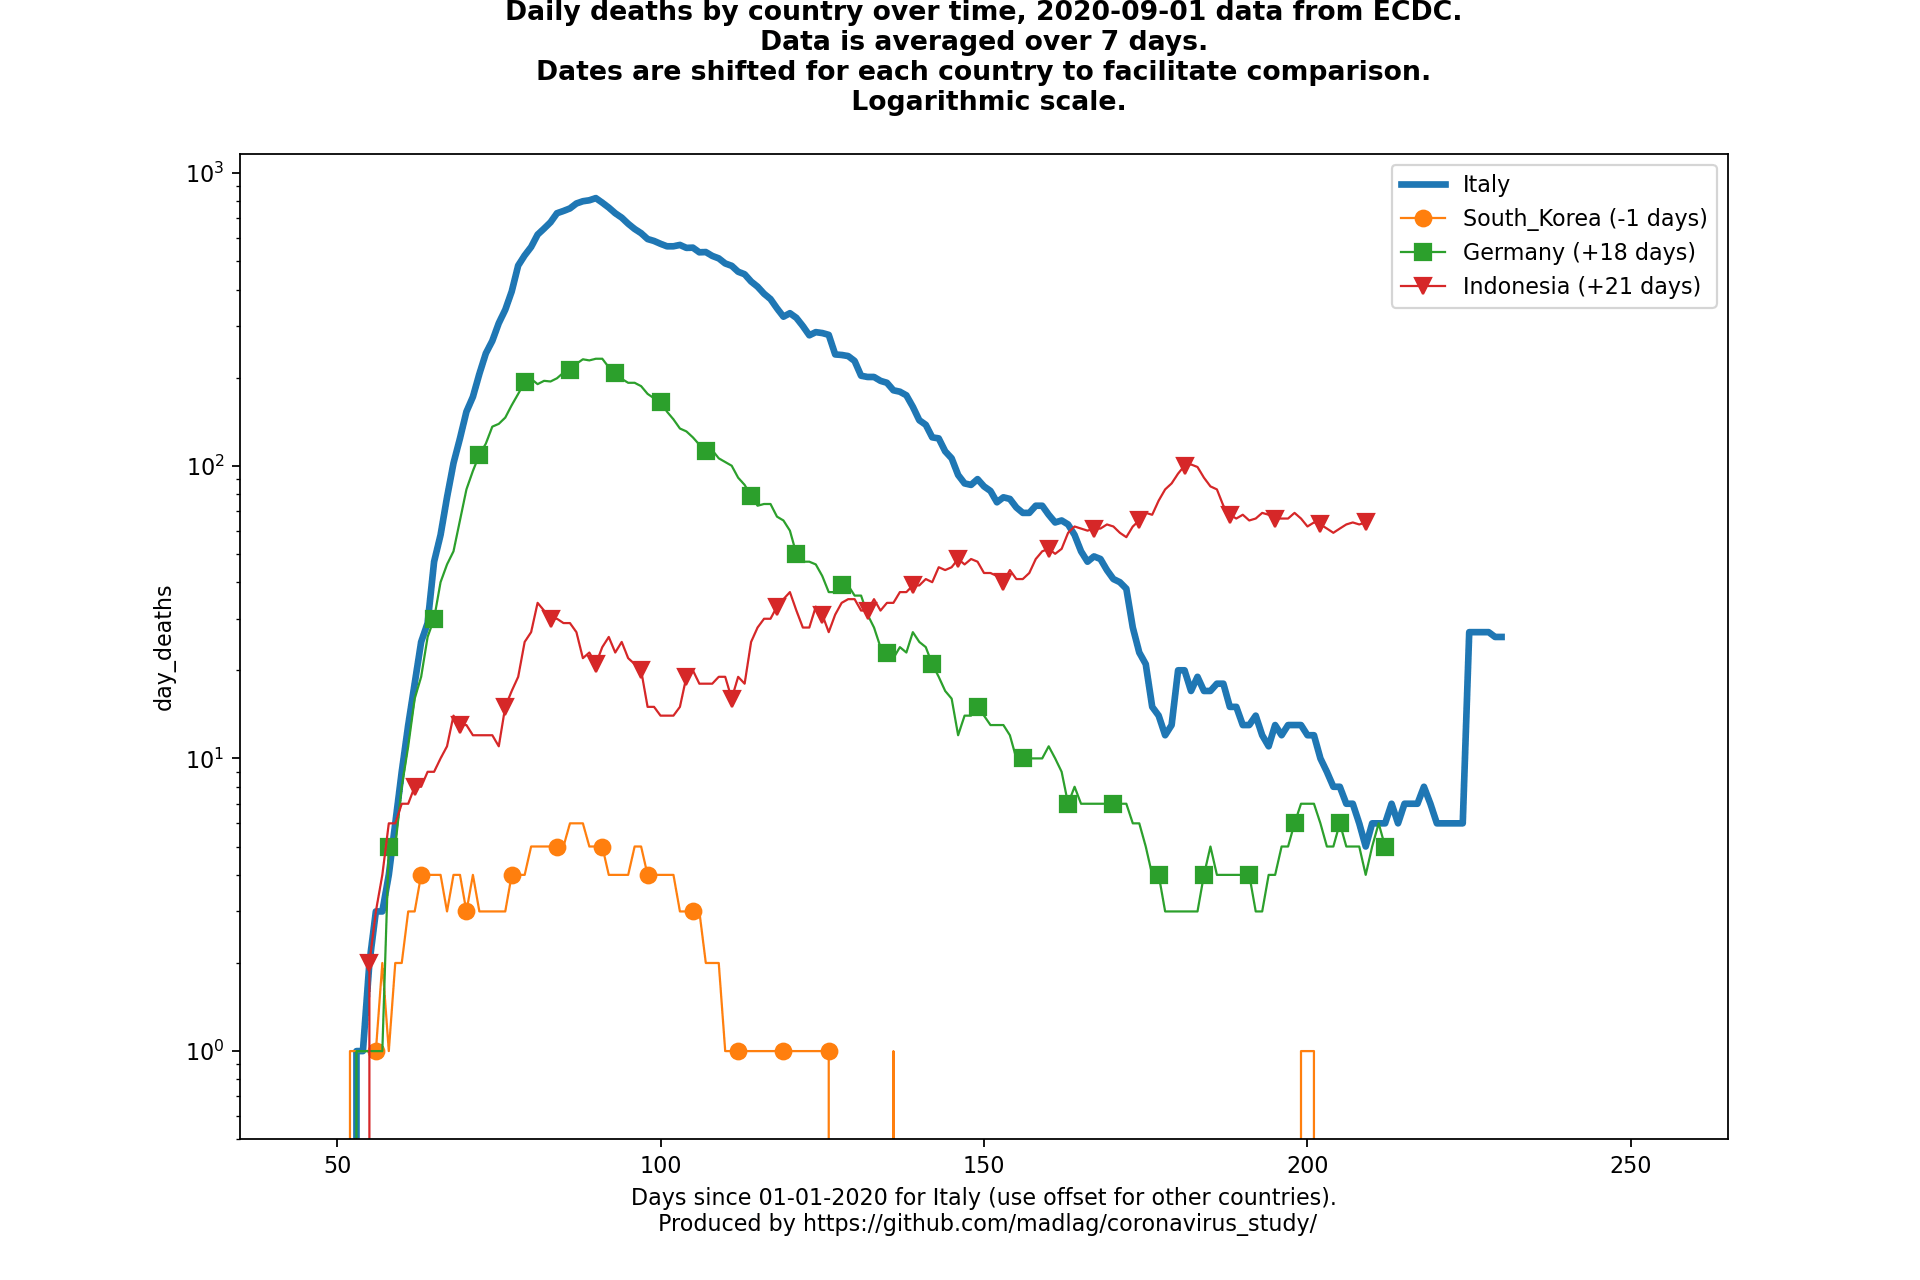 Daily deaths by country over time, 2020-09-01 data from ECDC.
Data is averaged over 7 days.
Dates are shifted for each country to facilitate comparison.
Logarithmic scale.
10³
10²
10¹
10⁰
day_deaths
Italy
South_Korea (-1 days)
Germany (+18 days)
Indonesia (+21 days)
50 100 150 200 250
Days since 01-01-2020 for Italy (use offset for other countries).
Produced by https://github.com/madlag/coronavirus_study/